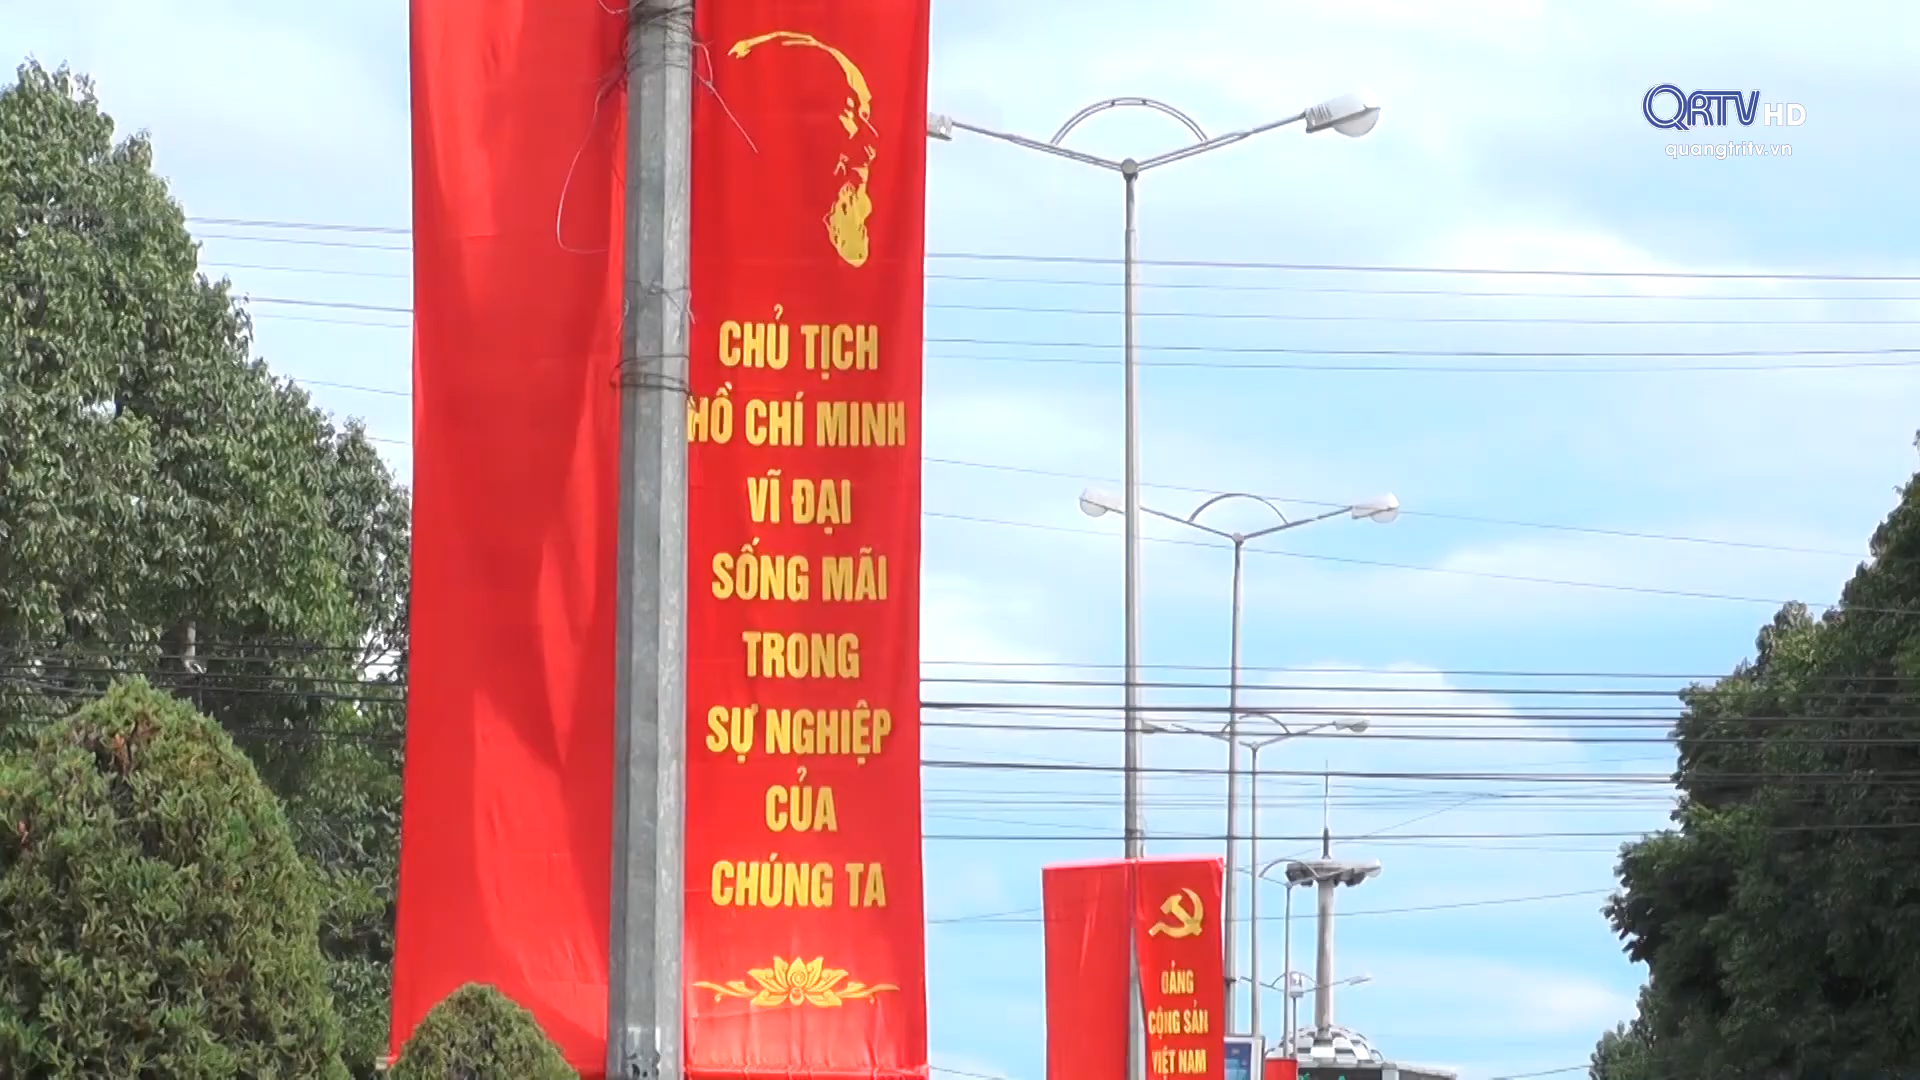 QRTV HD
quangtritv.vn
CHỦ TỊCH
HỒ CHÍ MINH
VĨ ĐẠI
SỐNG MÃI
TRONG
SỰ NGHIỆP
CỦA
CHÚNG TA
ĐẢNG
CỘNG SẢN
VIỆT NAM